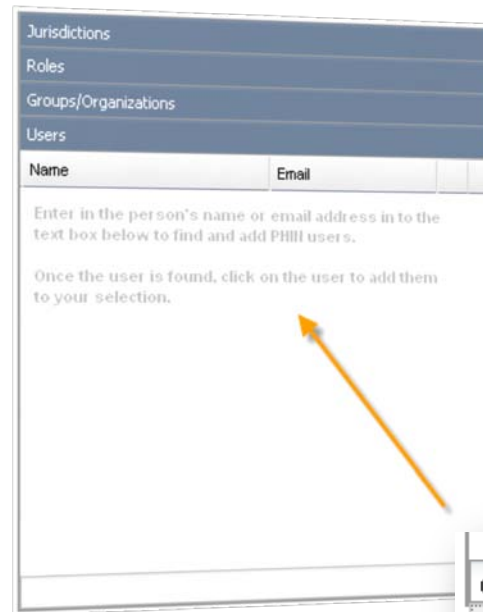 Jurisdictions
Roles
Groups/Organizations
Users
Name Email
Enter in the person's name or email address in to the
text box below to find and add PHIN users.
Once the user is found, click on the user to add them
to your selection.